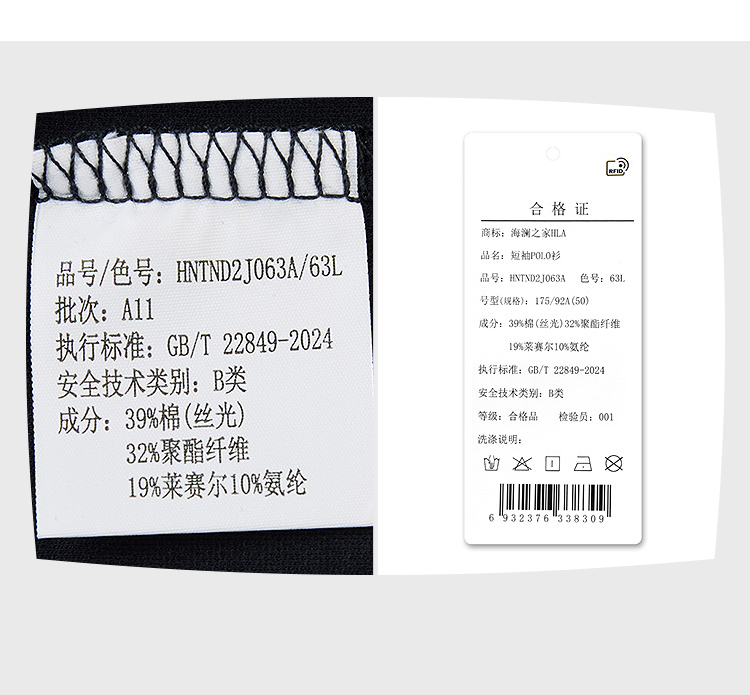 品号/色号: HNTND2J063A/63L
批次: A11
执行标准: GB/T 22849-2024
安全技术类别: B类
成分: 39%棉(丝光)
32%聚酯纤维
19%莱赛尔10%氨纶
RFID
合格证
商标: 海澜之家HLA
品名: 短袖POLO衫
品号: HNTND2J063A 色号: 63L
号型(规格): 175/92A(50)
成分: 39%棉(丝光)32%聚酯纤维
19%莱赛尔10%氨纶
执行标准: GB/T 22849-2024
安全技术类别: B类
等级: 合格品 检验员: 001
洗涤说明:
6 932376 338309